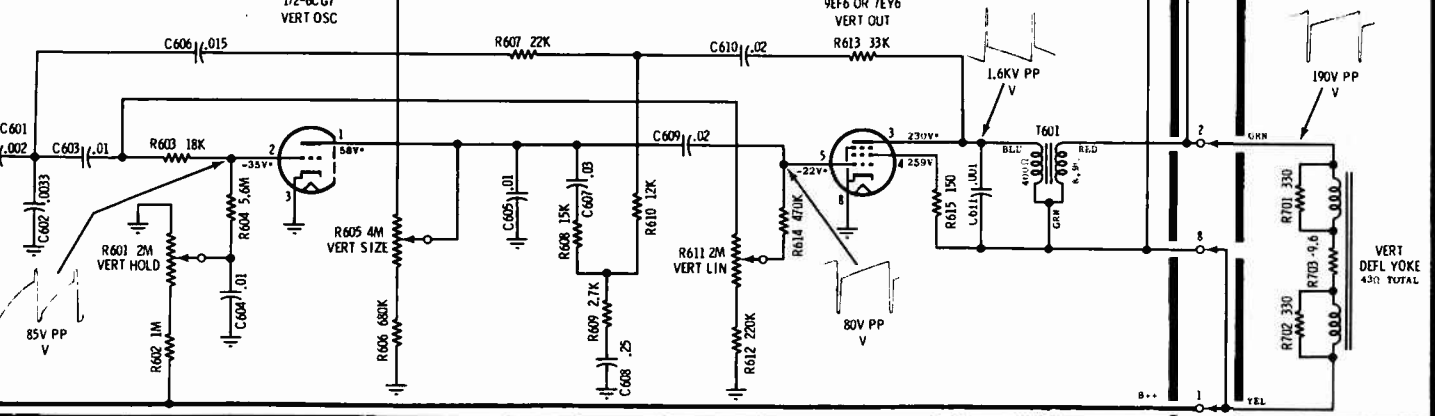 1/2-6CG7
VERT OSC
9EF6 OR 7EY6
VERT OUT
C606 .015
R607 22K
C610 .02
R613 33K
1.6KV PP
V
190V PP
V
C601
.002
C603 .01
R603 18K
2
-35V•
1
58V•
3
C609 .02
5
-22V•
3
230V•
4 259V
8
T601
BLU
RED
400Ω
GRN
2
GRN
C602 .0033
R604 5.6M
R601 2M
VERT HOLD
R605 4M
VERT SIZE
C605 .01
C607 .03
R608 15K
R610 12K
R611 2M
VERT LIN
R614 470K
R615 150
C611 .001
8
R701 330
R703-9.6
VERT
DEFL YOKE
43Ω TOTAL
85V PP
V
R602 1M
C604 .01
R606 680K
R609 2.7K
C608 .25
R612 220K
80V PP
V
R702 330
B++
1
YEL